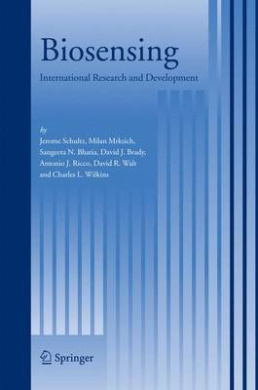 Biosensing
International Research and Development
by
Jerome Schultz, Milan Mrksich,
Sangeeta N. Bhatia, David J. Brady,
Antonio J. Ricco, David R. Walt
and Charles L. Wilkins
Springer